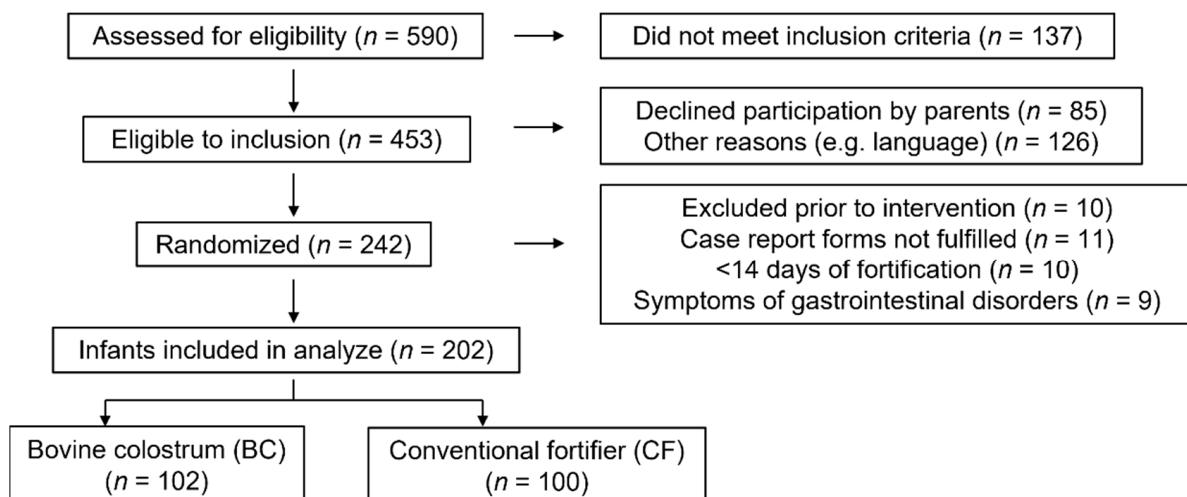 Assessed for eligibility (n = 590)
Did not meet inclusion criteria (n = 137)
Eligible to inclusion (n = 453)
Declined participation by parents (n = 85)
Other reasons (e.g. language) (n = 126)
Randomized (n = 242)
Excluded prior to intervention (n = 10)
Case report forms not fulfilled (n = 11)
<14 days of fortification (n = 10)
Symptoms of gastrointestinal disorders (n = 9)
Infants included in analyze (n = 202)
Bovine colostrum (BC)
(n = 102)
Conventional fortifier (CF)
(n = 100)